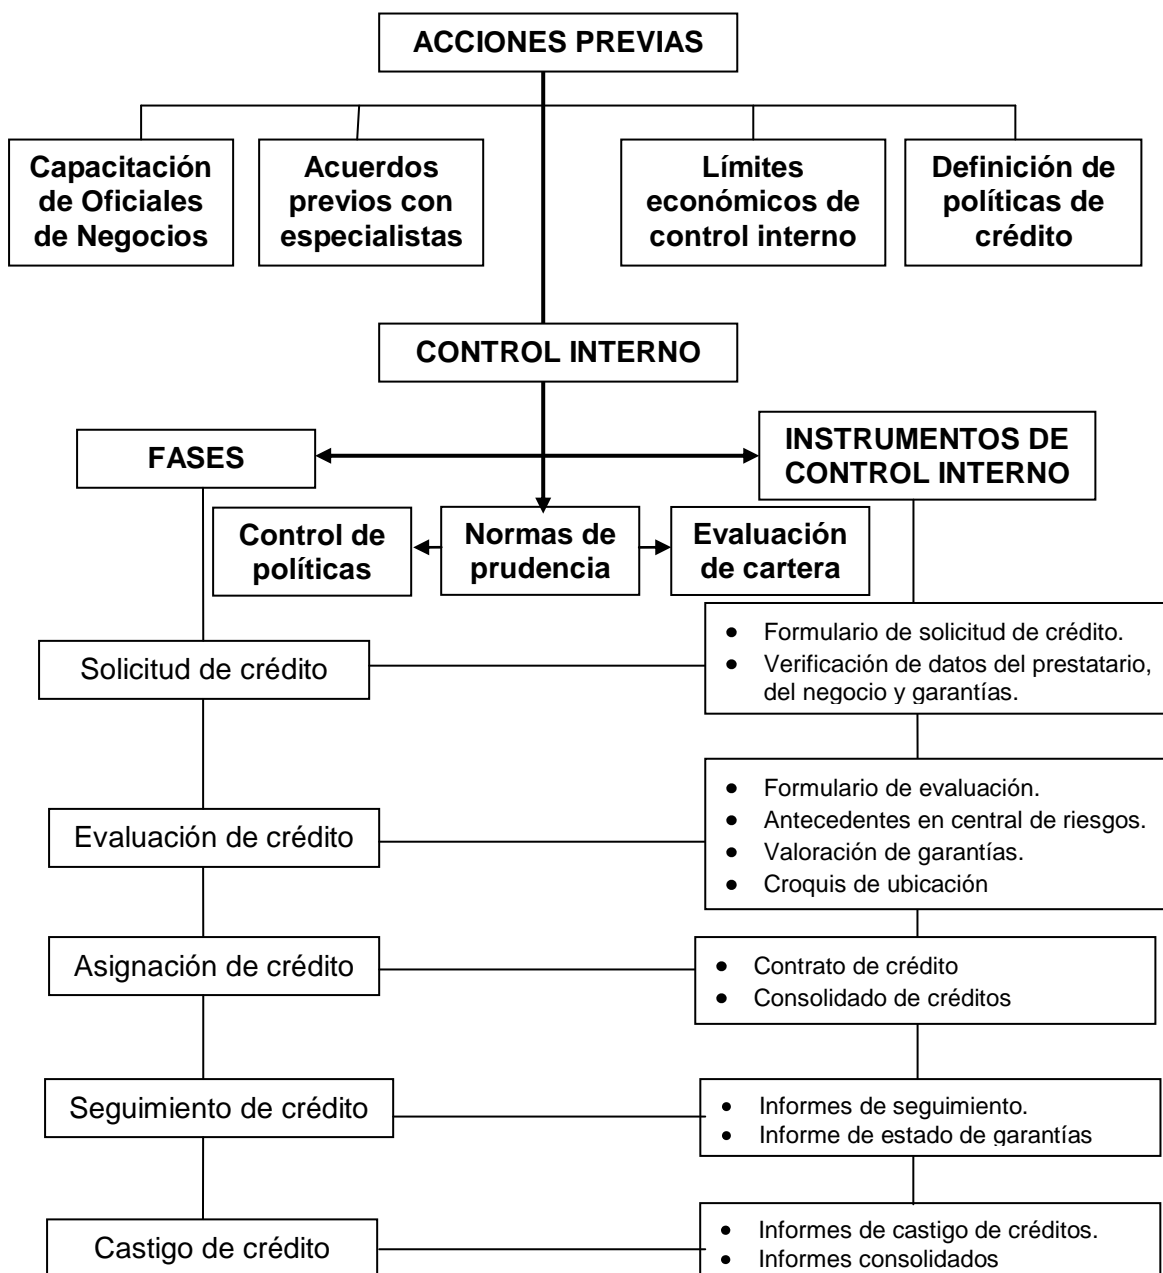 ACCIONES PREVIAS
Capacitación
de Oficiales
de Negocios
Acuerdos
previos con
especialistas
Límites
económicos de
control interno
Definición de
políticas de
crédito
CONTROL INTERNO
FASES
INSTRUMENTOS DE
CONTROL INTERNO
Control de
políticas
Normas de
prudencia
Evaluación
de cartera
Solicitud de crédito
• Formulario de solicitud de crédito.
• Verificación de datos del prestatario,
del negocio y garantías.
Evaluación de crédito
• Formulario de evaluación.
• Antecedentes en central de riesgos.
• Valoración de garantías.
• Croquis de ubicación
Asignación de crédito
• Contrato de crédito
• Consolidado de créditos
Seguimiento de crédito
• Informes de seguimiento.
• Informe de estado de garantías
Castigo de crédito
• Informes de castigo de créditos.
• Informes consolidados